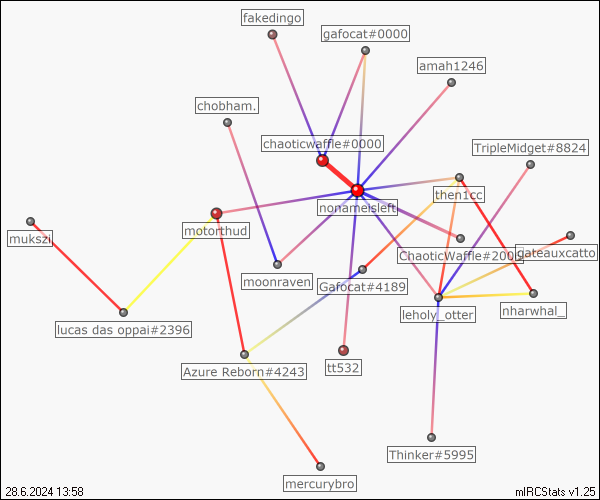 fakedingo
gafocat#0000
amah1246
chobham.
chaoticwaffle#0000
TripleMidget#8824
then1cc
nonameisleft
motorthud
mukszi
ChaoticWaffle#2000
gateauxcatto
moonraven
Gafocat#4189
leholy_otter
nharwhal_
lucas das oppai#2396
Azure Reborn#4243
tt532
Thinker#5995
mercurybro
28.6.2024 13:58
mIRCStats v1.25